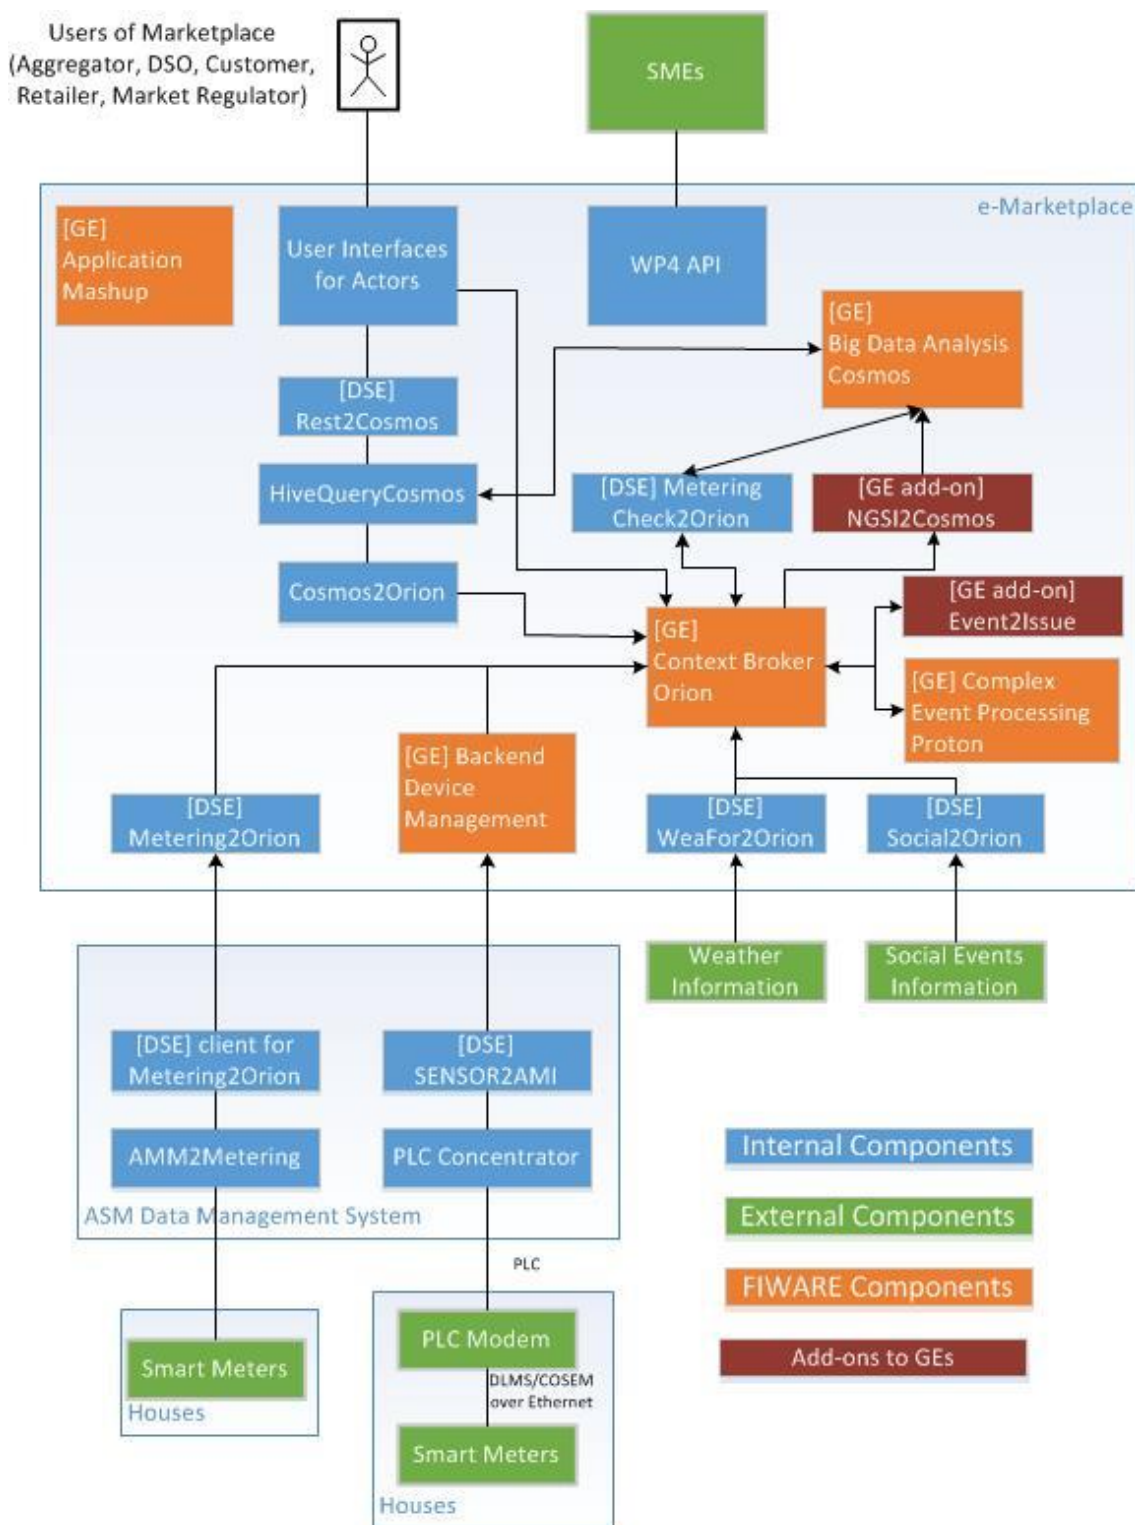 Users of Marketplace
(Aggregator, DSO, Customer,
Retailer, Market Regulator)
SMEs
e-Marketplace
[GE]
Application
Mashup
User Interfaces
for Actors
WP4 API
[GE]
Big Data Analysis
Cosmos
[DSE]
Rest2Cosmos
HiveQueryCosmos
[DSE] Metering
Check2Orion
[GE add-on]
NGSI2Cosmos
Cosmos2Orion
[GE add-on]
Event2Issue
[GE]
Context Broker
Orion
[GE] Complex
Event Processing
Proton
[GE] Backend
Device
Management
[DSE]
Metering2Orion
[DSE]
WeaFor2Orion
[DSE]
Social2Orion
Weather
Information
Social Events
Information
[DSE] client for
Metering2Orion
[DSE]
SENSOR2AMI
AMM2Metering
PLC Concentrator
ASM Data Management System
PLC
Internal Components
External Components
FIWARE Components
Add-ons to GEs
PLC Modem
Smart Meters
Houses
DLMS/COSEM
over Ethernet
Smart Meters
Houses